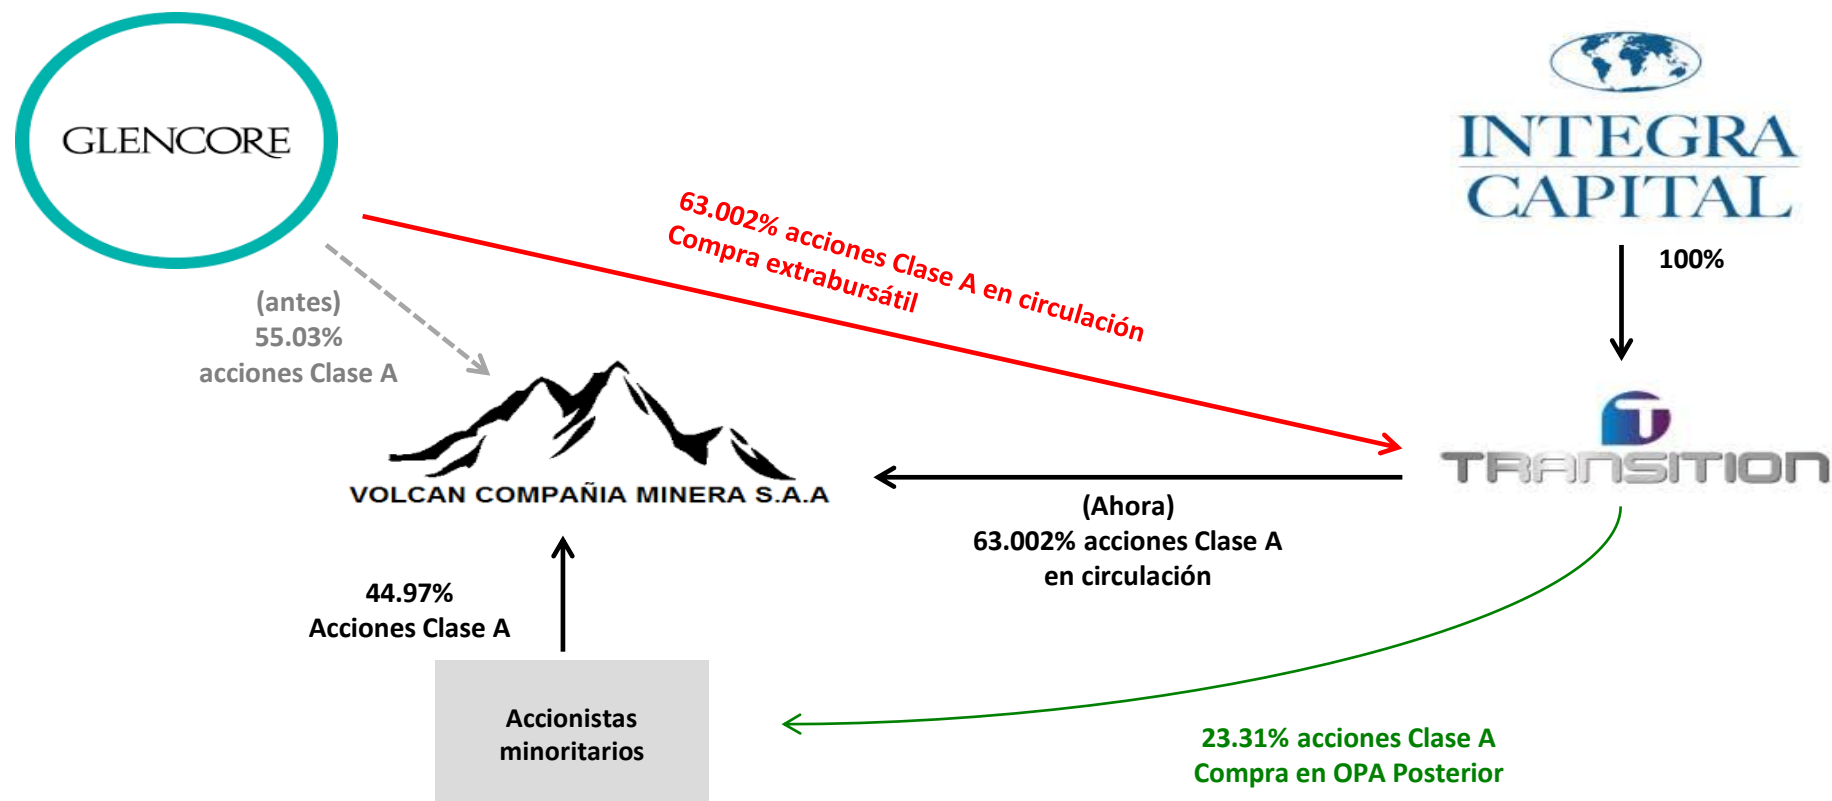 GLENCORE
INTEGRA
CAPITAL
100%
63.002% acciones Clase A en circulación
Compra extrabursátil
(antes)
55.03%
acciones Clase A
VOLCAN COMPAÑIA MINERA S.A.A
T
TRANSITION
(Ahora)
63.002% acciones Clase A
en circulación
44.97%
Acciones Clase A
Accionistas
minoritarios
23.31% acciones Clase A
Compra en OPA Posterior